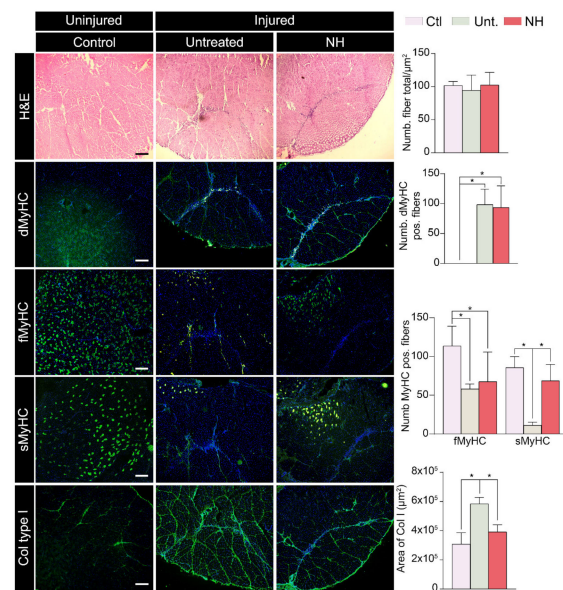 Uninjured Injured
Control Untreated NH
Ctl Unt. NH
H&E
Numb. fiber total/µm²
150
100
50
0
dMyHC
Numb. dMyHC
pos. fibers
150
100
50
0
* *
fMyHC
sMyHC
Numb MyHC pos. fibers
150
100
50
0
* * * *
fMyHC sMyHC
Col type I
Area of Col I (µm²)
8x10⁵
6x10⁵
4x10⁵
2x10⁵
0
* *